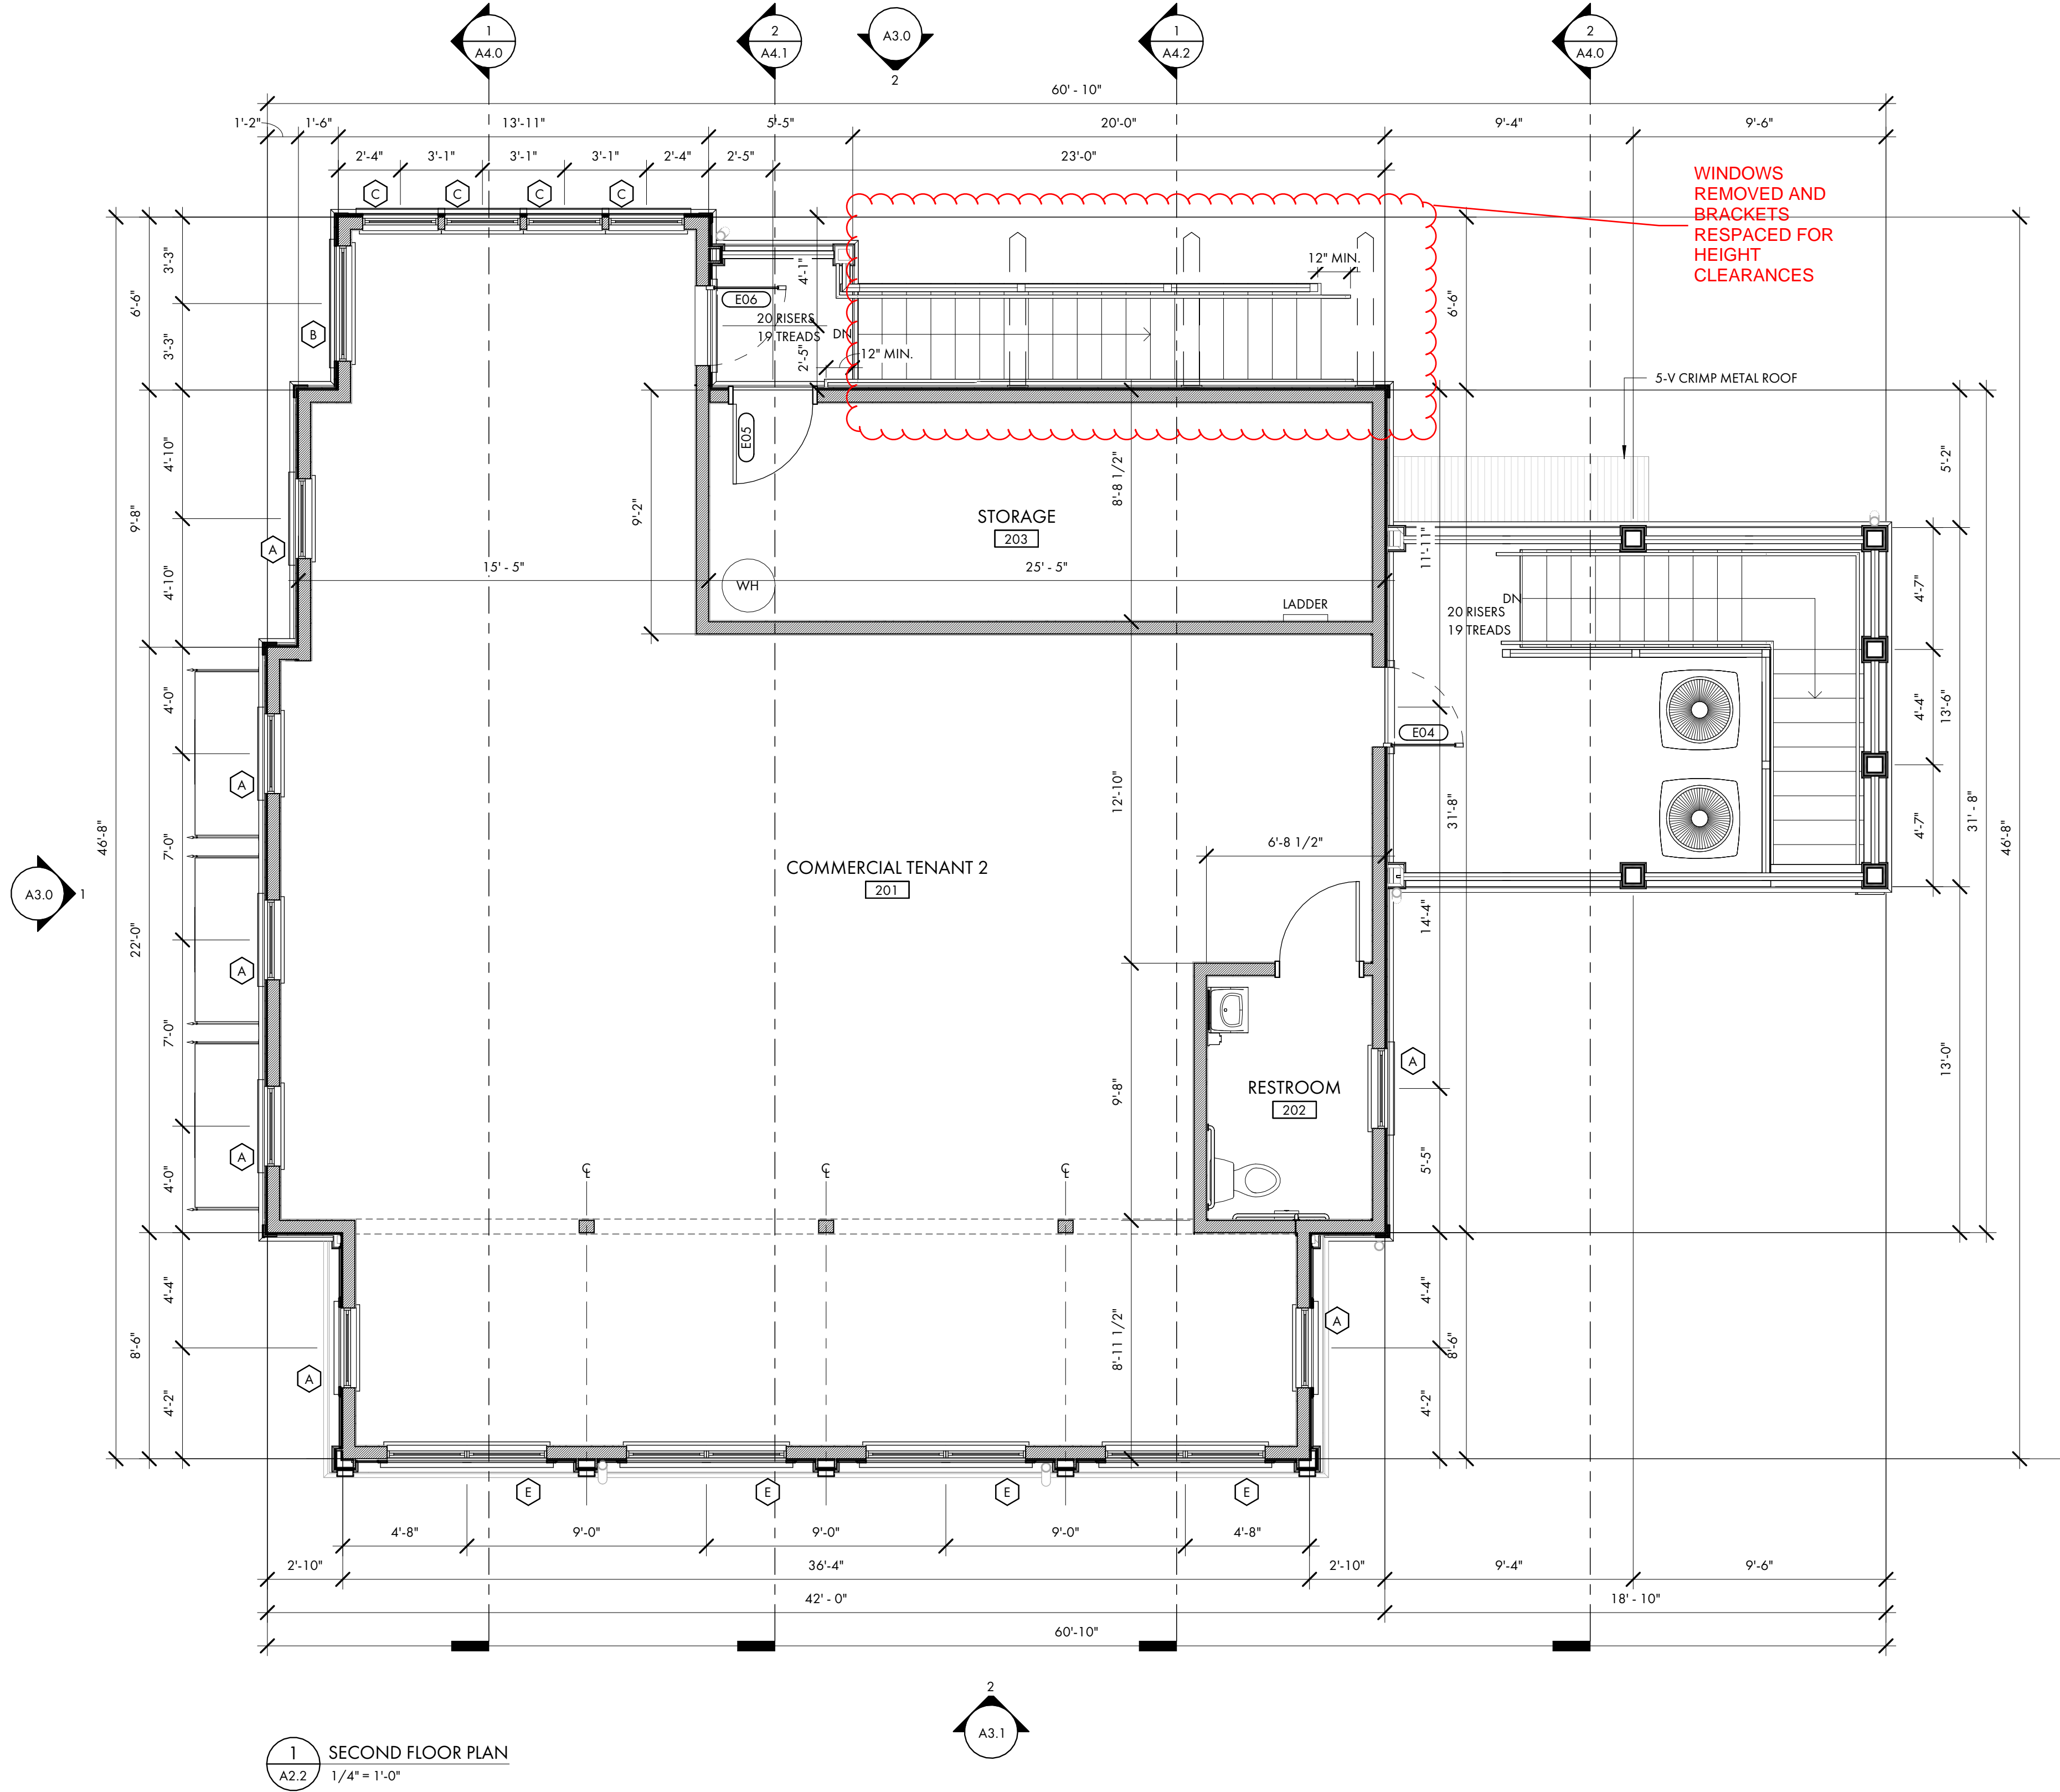 1
A4.0
2
A4.1
A3.0
2
1
A4.2
2
A4.0
60' - 10"
1'-2"
1'-6"
13'-11"
5'-5"
20'-0"
9'-4"
9'-6"
2'-4"
3'-1"
3'-1"
3'-1"
2'-4"
2'-5"
23'-0"
C
C
C
C
WINDOWS
REMOVED AND
BRACKETS
RESPACED FOR
HEIGHT
CLEARANCES
3'-3"
6'-6"
3'-3"
B
4'-1"
12" MIN.
6'-6"
E06
20 RISERS
19 TREADS
DN
2'-5"
12" MIN.
5-V CRIMP METAL ROOF
4'-10"
9'-8"
4'-10"
A
E05
9'-2"
8'-8 1/2"
STORAGE
203
5'-2"
11'-11"
15' - 5"
25' - 5"
WH
LADDER
DN
20 RISERS
19 TREADS
4'-7"
4'-4"
13'-6"
4'-7"
31' - 8"
46'-8"
4'-0"
A
7'-0"
46'-8"
E04
12'-10"
31'-8"
6'-8 1/2"
COMMERCIAL TENANT 2
201
A3.0
1
22'-0"
A
7'-0"
14'-4"
13'-0"
A
RESTROOM
202
9'-8"
A
4'-0"
5'-5"
℄
℄
℄
4'-4"
8'-6"
4'-2"
A
8'-11 1/2"
A
4'-4"
8'-6"
4'-2"
E
E
E
E
4'-8"
9'-0"
9'-0"
9'-0"
4'-8"
2'-10"
36'-4"
2'-10"
9'-4"
9'-6"
42' - 0"
18' - 10"
60'-10"
2
A3.1
1
A2.2
SECOND FLOOR PLAN
1/4" = 1'-0"